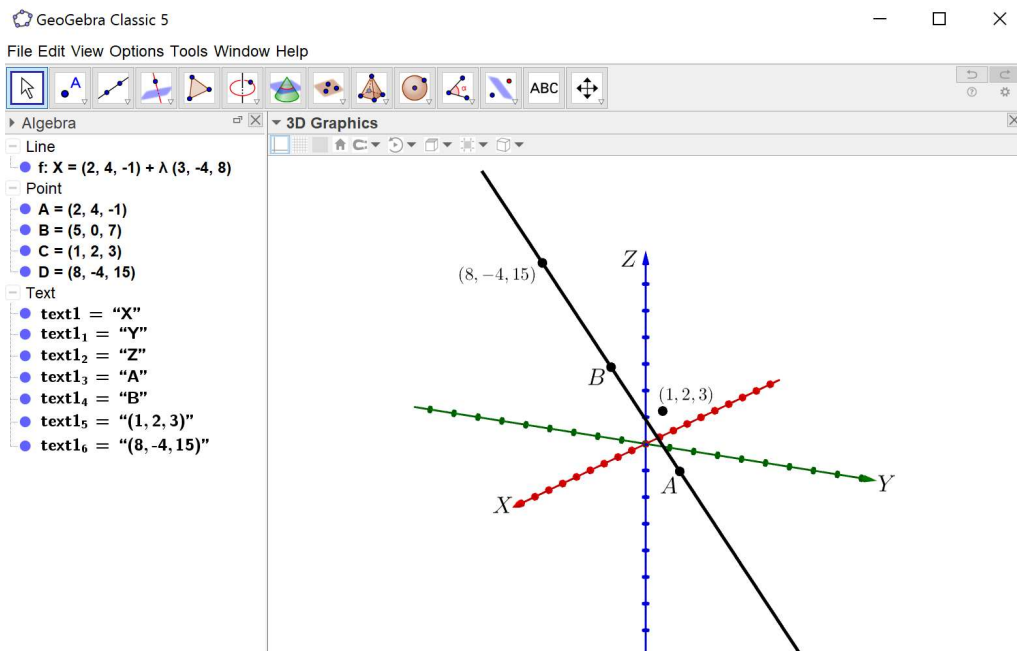 GeoGebra Classic 5
File Edit View Options Tools Window Help
A
α
ABC
Algebra
3D Graphics
Line
f: X = (2, 4, -1) + λ (3, -4, 8)
Point
A = (2, 4, -1)
B = (5, 0, 7)
C = (1, 2, 3)
D = (8, -4, 15)
Text
text1 = “X”
text1₁ = “Y”
text1₂ = “Z”
text1₃ = “A”
text1₄ = “B”
text1₅ = “(1, 2, 3)”
text1₆ = “(8, -4, 15)”
Z
(8, −4, 15)
B
(1, 2, 3)
A
X
Y